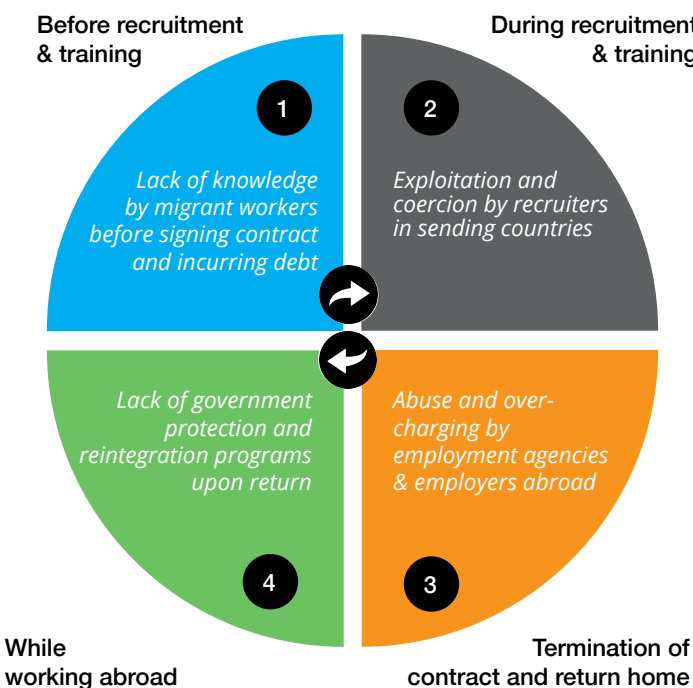 Before recruitment
& training
During recruitment
& training
1
2
Lack of knowledge
by migrant workers
before signing contract
and incurring debt
Exploitation and
coercion by recruiters
in sending countries
Lack of government
protection and
reintegration programs
upon return
Abuse and over-
charging by
employment agencies
& employers abroad
4
3
While
working abroad
Termination of
contract and return home